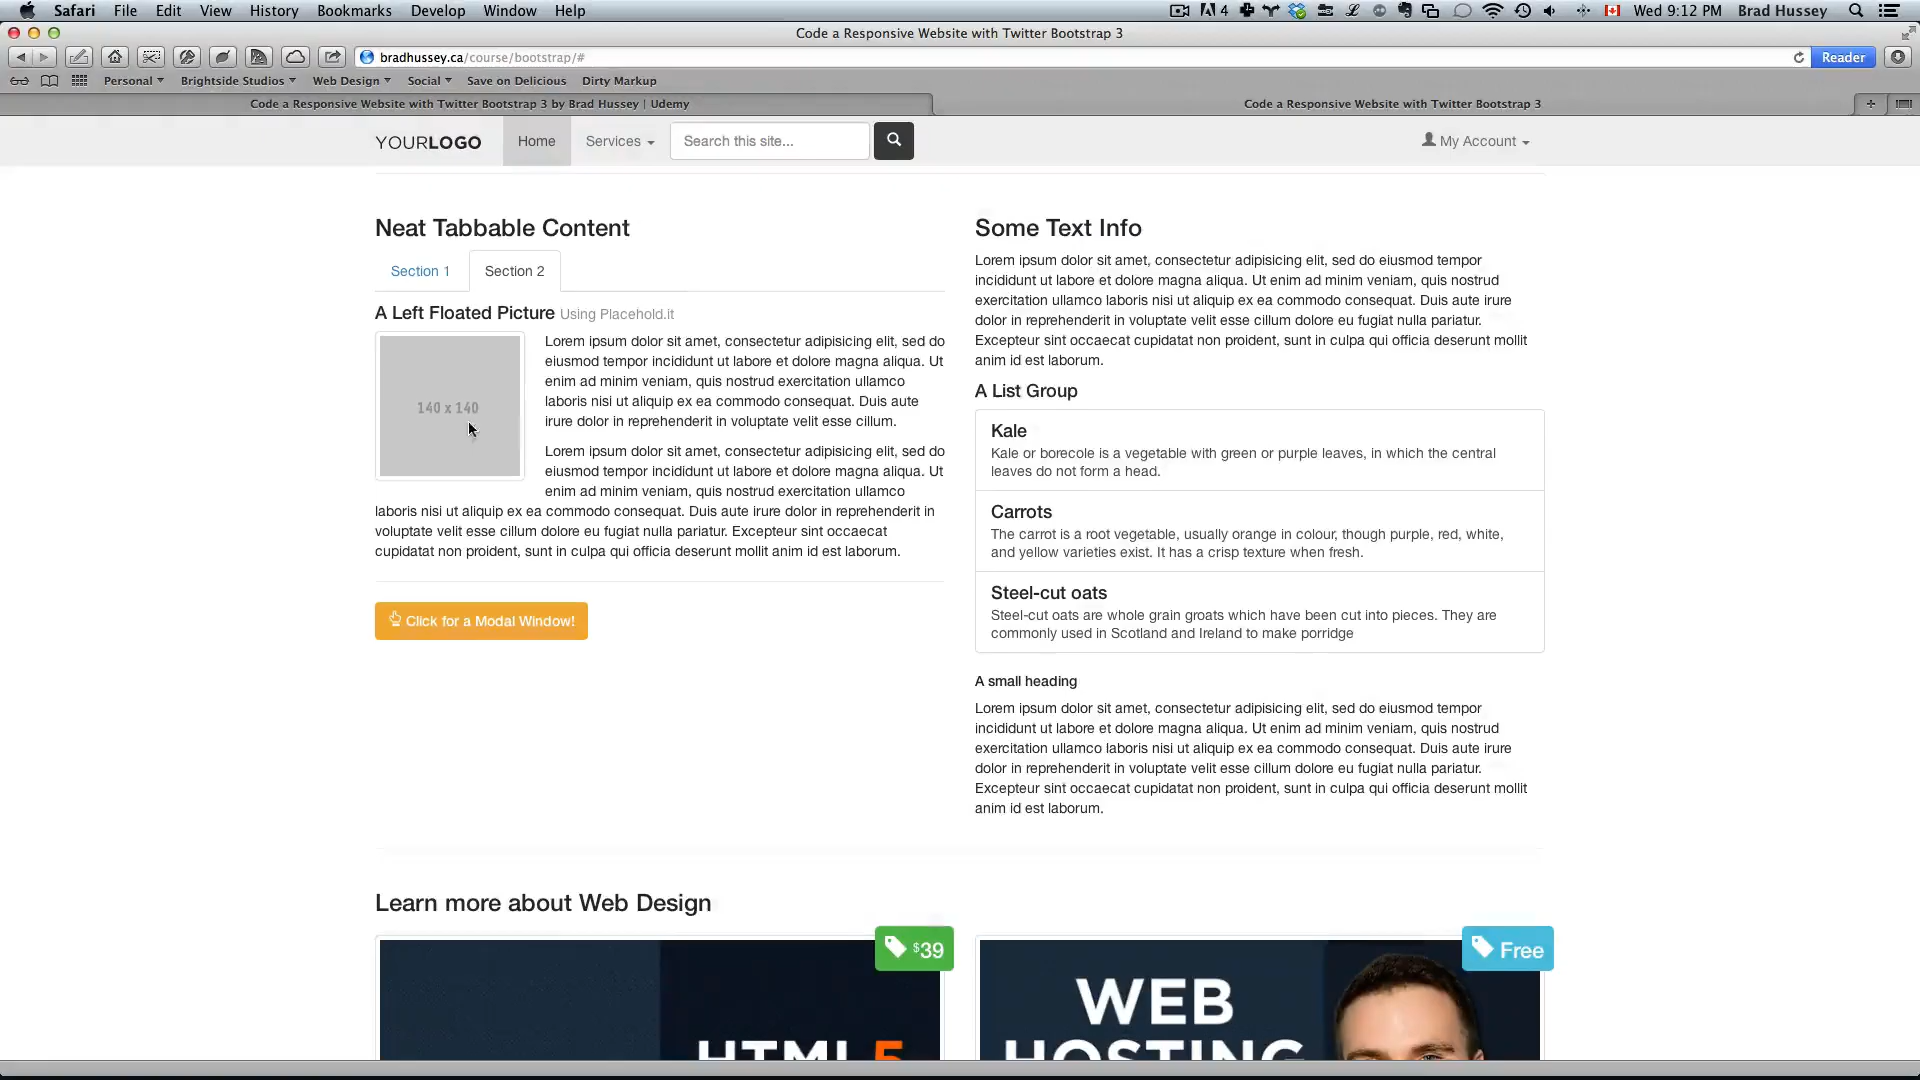 Safari File Edit View History Bookmarks Develop Window Help 4 Wed 9:12 PM Brad Hussey
Code a Responsive Website with Twitter Bootstrap 3
bradhussey.ca/course/bootstrap/# Reader
Personal Brightside Studios Web Design Social Save on Delicious Dirty Markup
Code a Responsive Website with Twitter Bootstrap 3 by Brad Hussey | Udemy Code a Responsive Website with Twitter Bootstrap 3
YOURLOGO Home Services Search this site... My Account
Neat Tabbable Content
Section 1 Section 2
A Left Floated Picture Using Placehold.it
140 x 140
Lorem ipsum dolor sit amet, consectetur adipisicing elit, sed do
eiusmod tempor incididunt ut labore et dolore magna aliqua. Ut
enim ad minim veniam, quis nostrud exercitation ullamco
laboris nisi ut aliquip ex ea commodo consequat. Duis aute
irure dolor in reprehenderit in voluptate velit esse cillum.
Lorem ipsum dolor sit amet, consectetur adipisicing elit, sed do
eiusmod tempor incididunt ut labore et dolore magna aliqua. Ut
enim ad minim veniam, quis nostrud exercitation ullamco
laboris nisi ut aliquip ex ea commodo consequat. Duis aute irure dolor in reprehenderit in
voluptate velit esse cillum dolore eu fugiat nulla pariatur. Excepteur sint occaecat
cupidatat non proident, sunt in culpa qui officia deserunt mollit anim id est laborum.
Click for a Modal Window!
Some Text Info
Lorem ipsum dolor sit amet, consectetur adipisicing elit, sed do eiusmod tempor
incididunt ut labore et dolore magna aliqua. Ut enim ad minim veniam, quis nostrud
exercitation ullamco laboris nisi ut aliquip ex ea commodo consequat. Duis aute irure
dolor in reprehenderit in voluptate velit esse cillum dolore eu fugiat nulla pariatur.
Excepteur sint occaecat cupidatat non proident, sunt in culpa qui officia deserunt mollit
anim id est laborum.
A List Group
Kale
Kale or borecole is a vegetable with green or purple leaves, in which the central
leaves do not form a head.
Carrots
The carrot is a root vegetable, usually orange in colour, though purple, red, white,
and yellow varieties exist. It has a crisp texture when fresh.
Steel-cut oats
Steel-cut oats are whole grain groats which have been cut into pieces. They are
commonly used in Scotland and Ireland to make porridge
A small heading
Lorem ipsum dolor sit amet, consectetur adipisicing elit, sed do eiusmod tempor
incididunt ut labore et dolore magna aliqua. Ut enim ad minim veniam, quis nostrud
exercitation ullamco laboris nisi ut aliquip ex ea commodo consequat. Duis aute irure
dolor in reprehenderit in voluptate velit esse cillum dolore eu fugiat nulla pariatur.
Excepteur sint occaecat cupidatat non proident, sunt in culpa qui officia deserunt mollit
anim id est laborum.
Learn more about Web Design
$39
HTML 5
Free
WEB
HOSTING